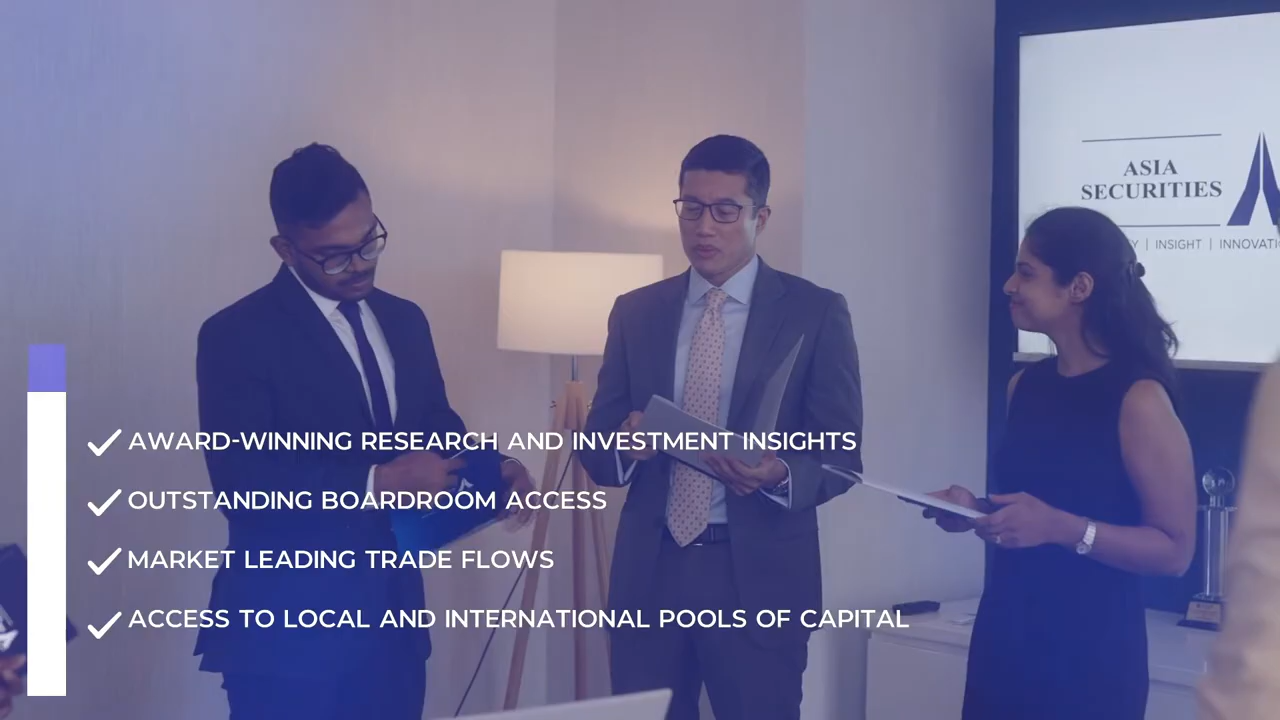 ASIA
SECURITIES
| INSIGHT |
AWARD-WINNING RESEARCH AND INVESTMENT INSIGHTS
OUTSTANDING BOARDROOM ACCESS
MARKET LEADING TRADE FLOWS
ACCESS TO LOCAL AND INTERNATIONAL POOLS OF CAPITAL